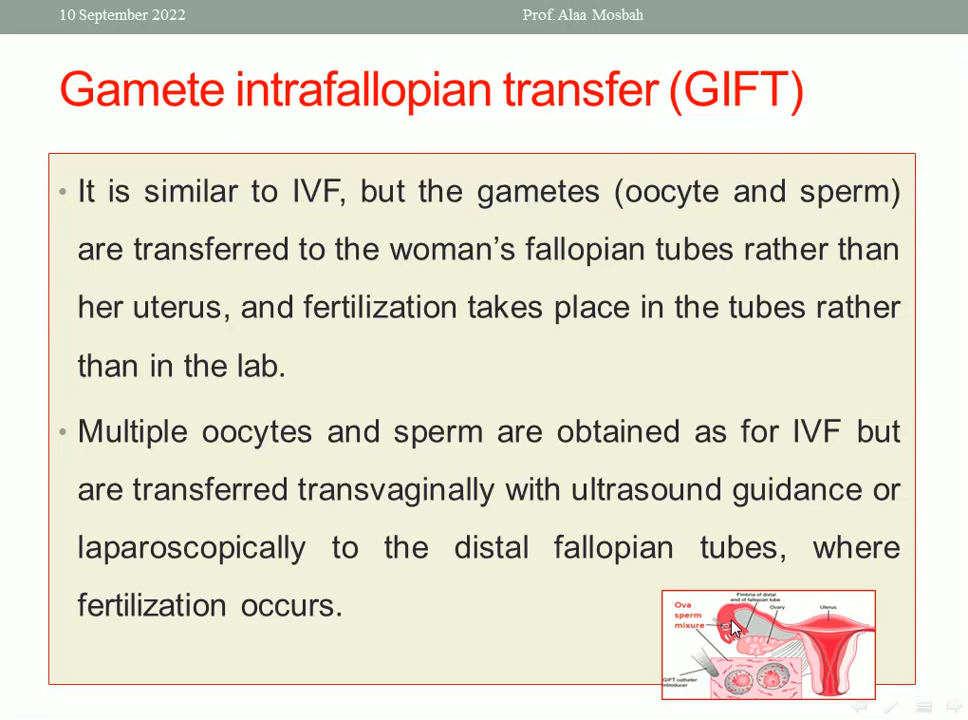 10 September 2022
Prof. Alaa Mosbah
Gamete intrafallopian transfer (GIFT)
• It is similar to IVF, but the gametes (oocyte and sperm)
are transferred to the woman's fallopian tubes rather than
her uterus, and fertilization takes place in the tubes rather
than in the lab.
• Multiple oocytes and sperm are obtained as for IVF but
are transferred transvaginally with ultrasound guidance or
laparoscopically to the distal fallopian tubes, where
fertilization occurs.
Fimbria of distal
end of fallopian tube
Ova
sperm
mixure
Ovary
Uterus
GIFT catheter
introducer